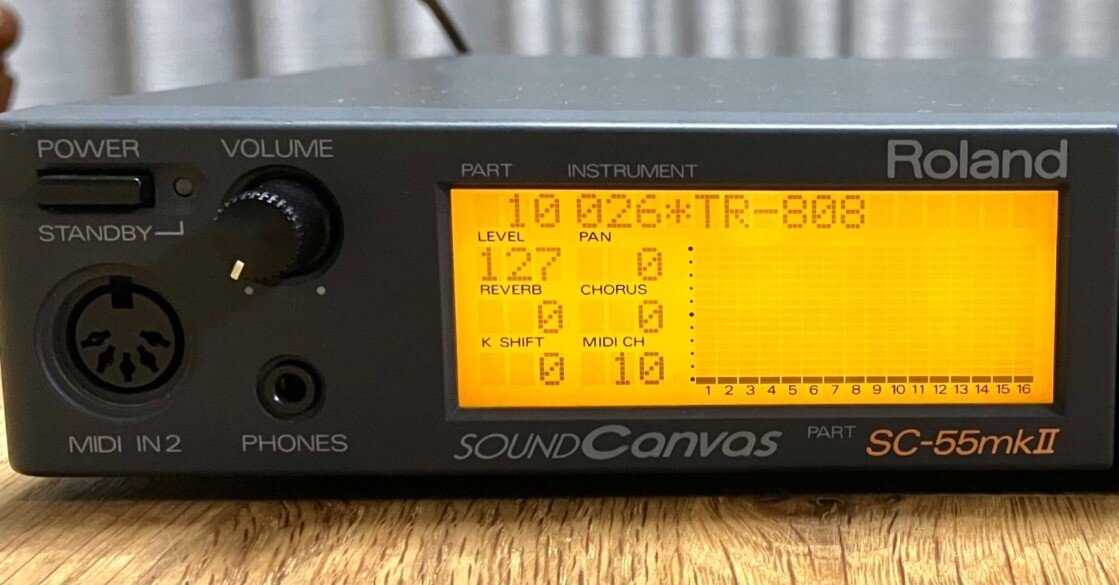 POWER
VOLUME
STANDBY
MIDI IN 2
PHONES
Roland
PART INSTRUMENT
10 026*TR-808
LEVEL PAN
127 0
REVERB CHORUS
0 0
K SHIFT MIDI CH
0 10
1 2 3 4 5 6 7 8 9 10 11 12 13 14 15 16
SOUND Canvas PART SC-55mkII